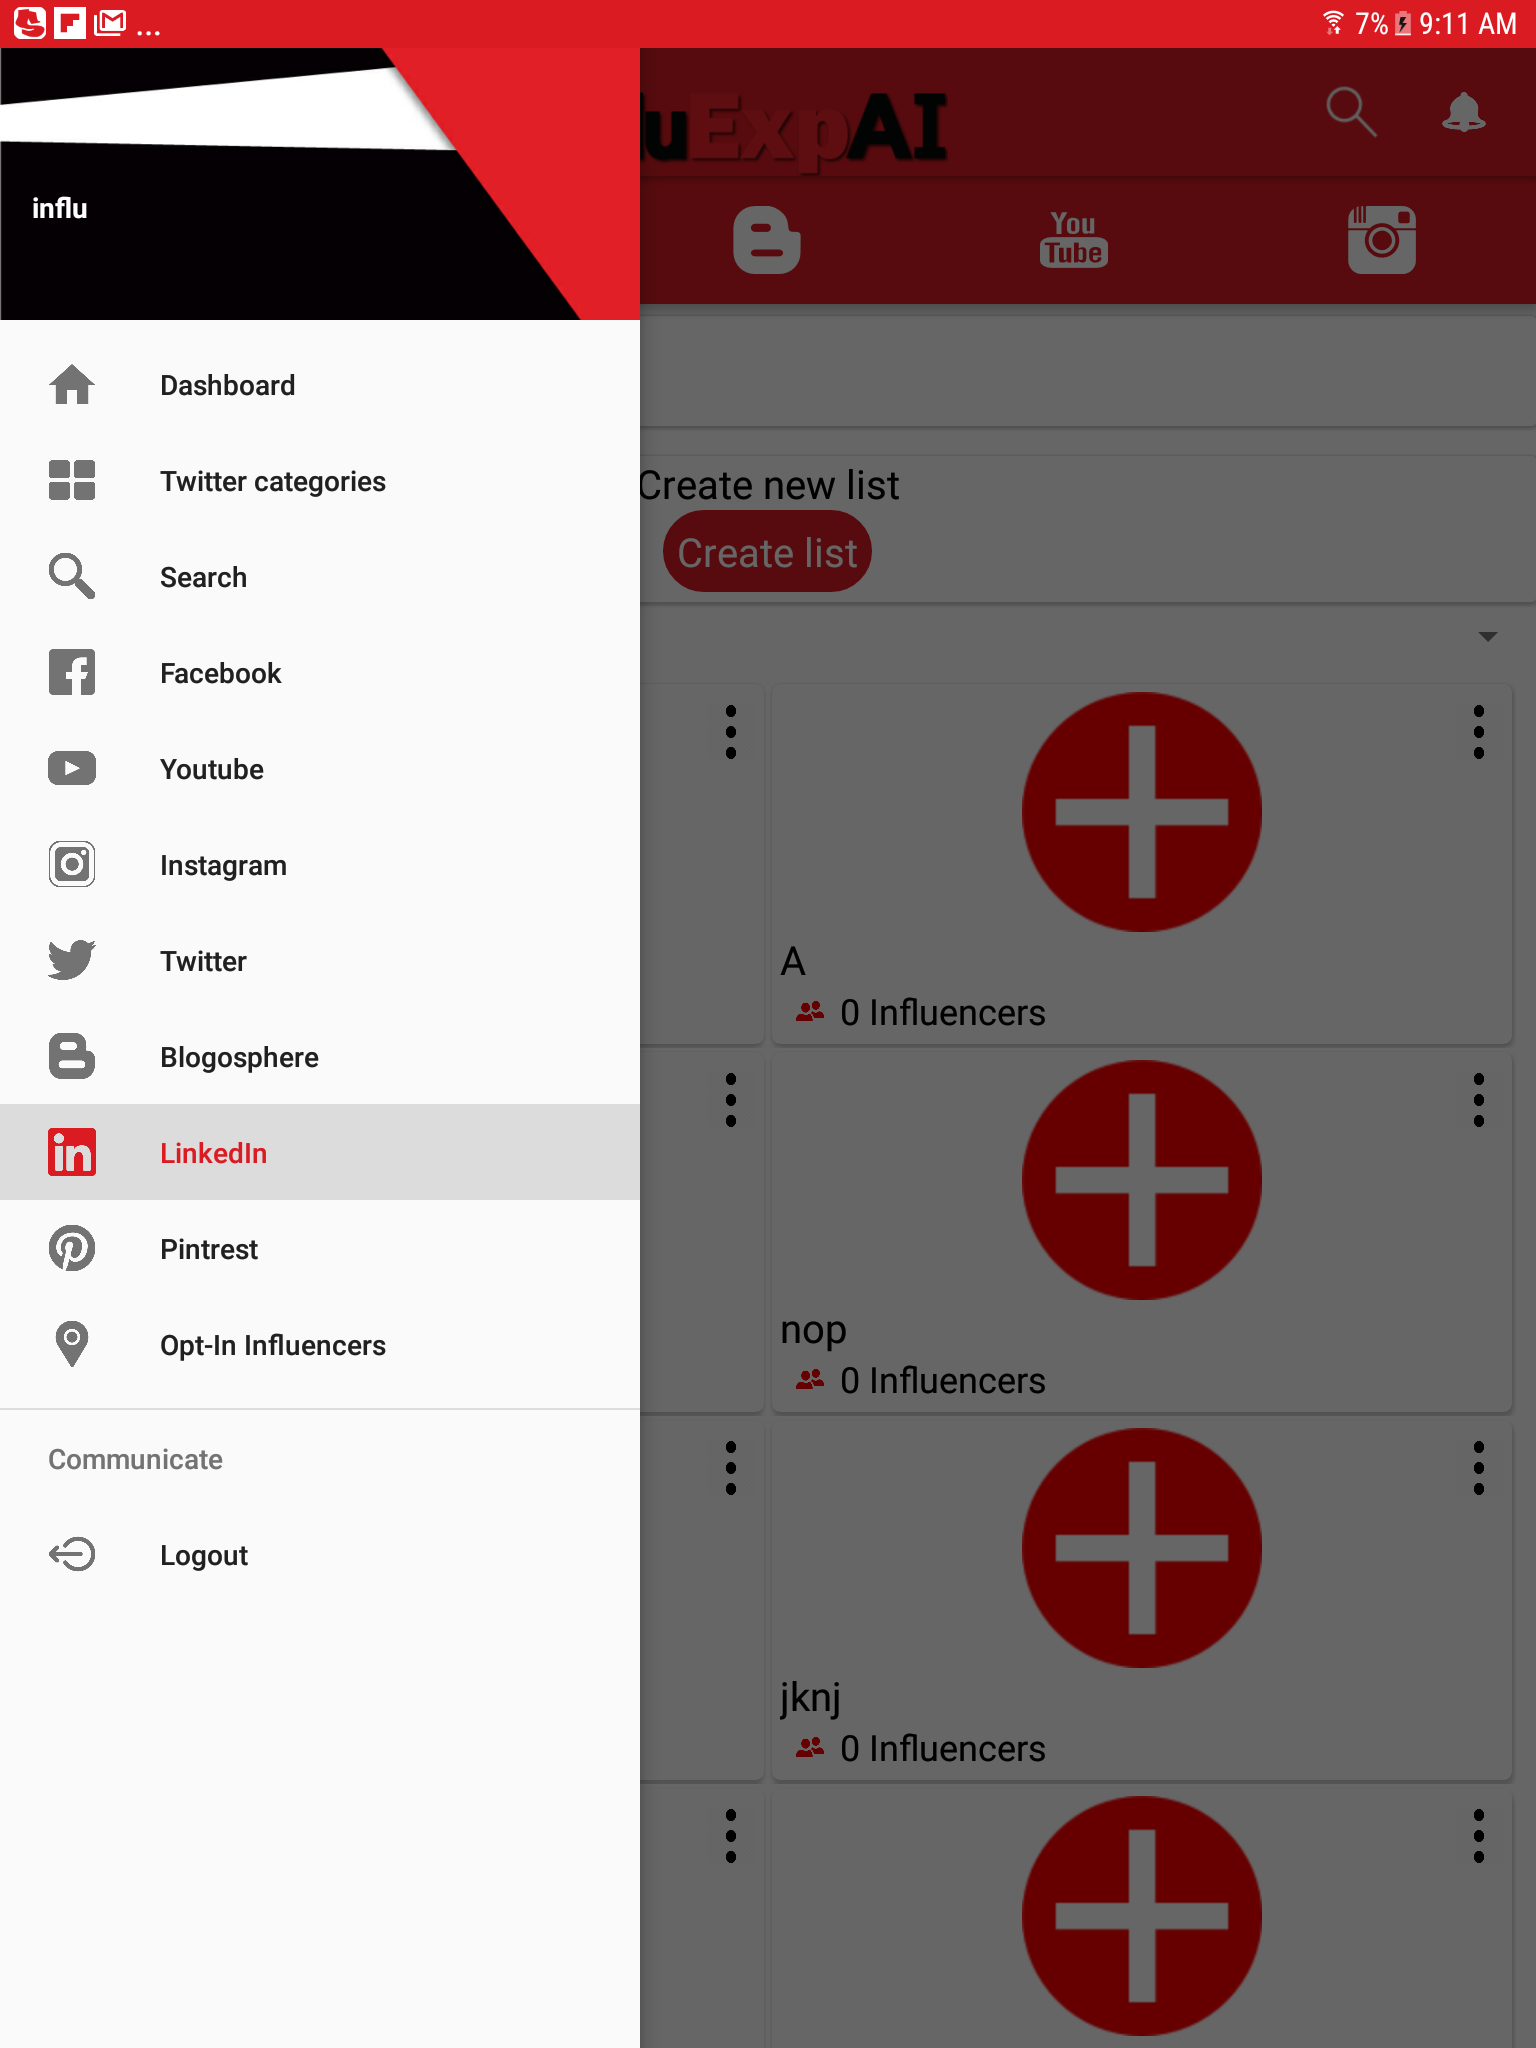 ... 7% 9:11 AM
influ
uExpAI
You
Tube
Dashboard
Twitter categories
Search
Facebook
Youtube
Instagram
Twitter
Blogosphere
LinkedIn
Pintrest
Opt-In Influencers
Communicate
Logout
Create new list
Create list
A
0 Influencers
nop
0 Influencers
jknj
0 Influencers